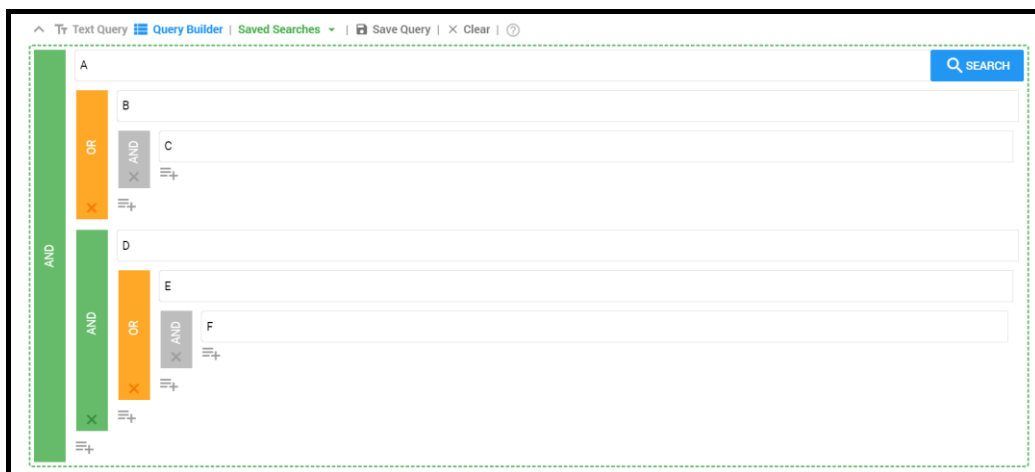 Text Query Query Builder | Saved Searches | Save Query | Clear |
A SEARCH
B
OR
AND
C
AND
D
AND
OR
E
AND
F